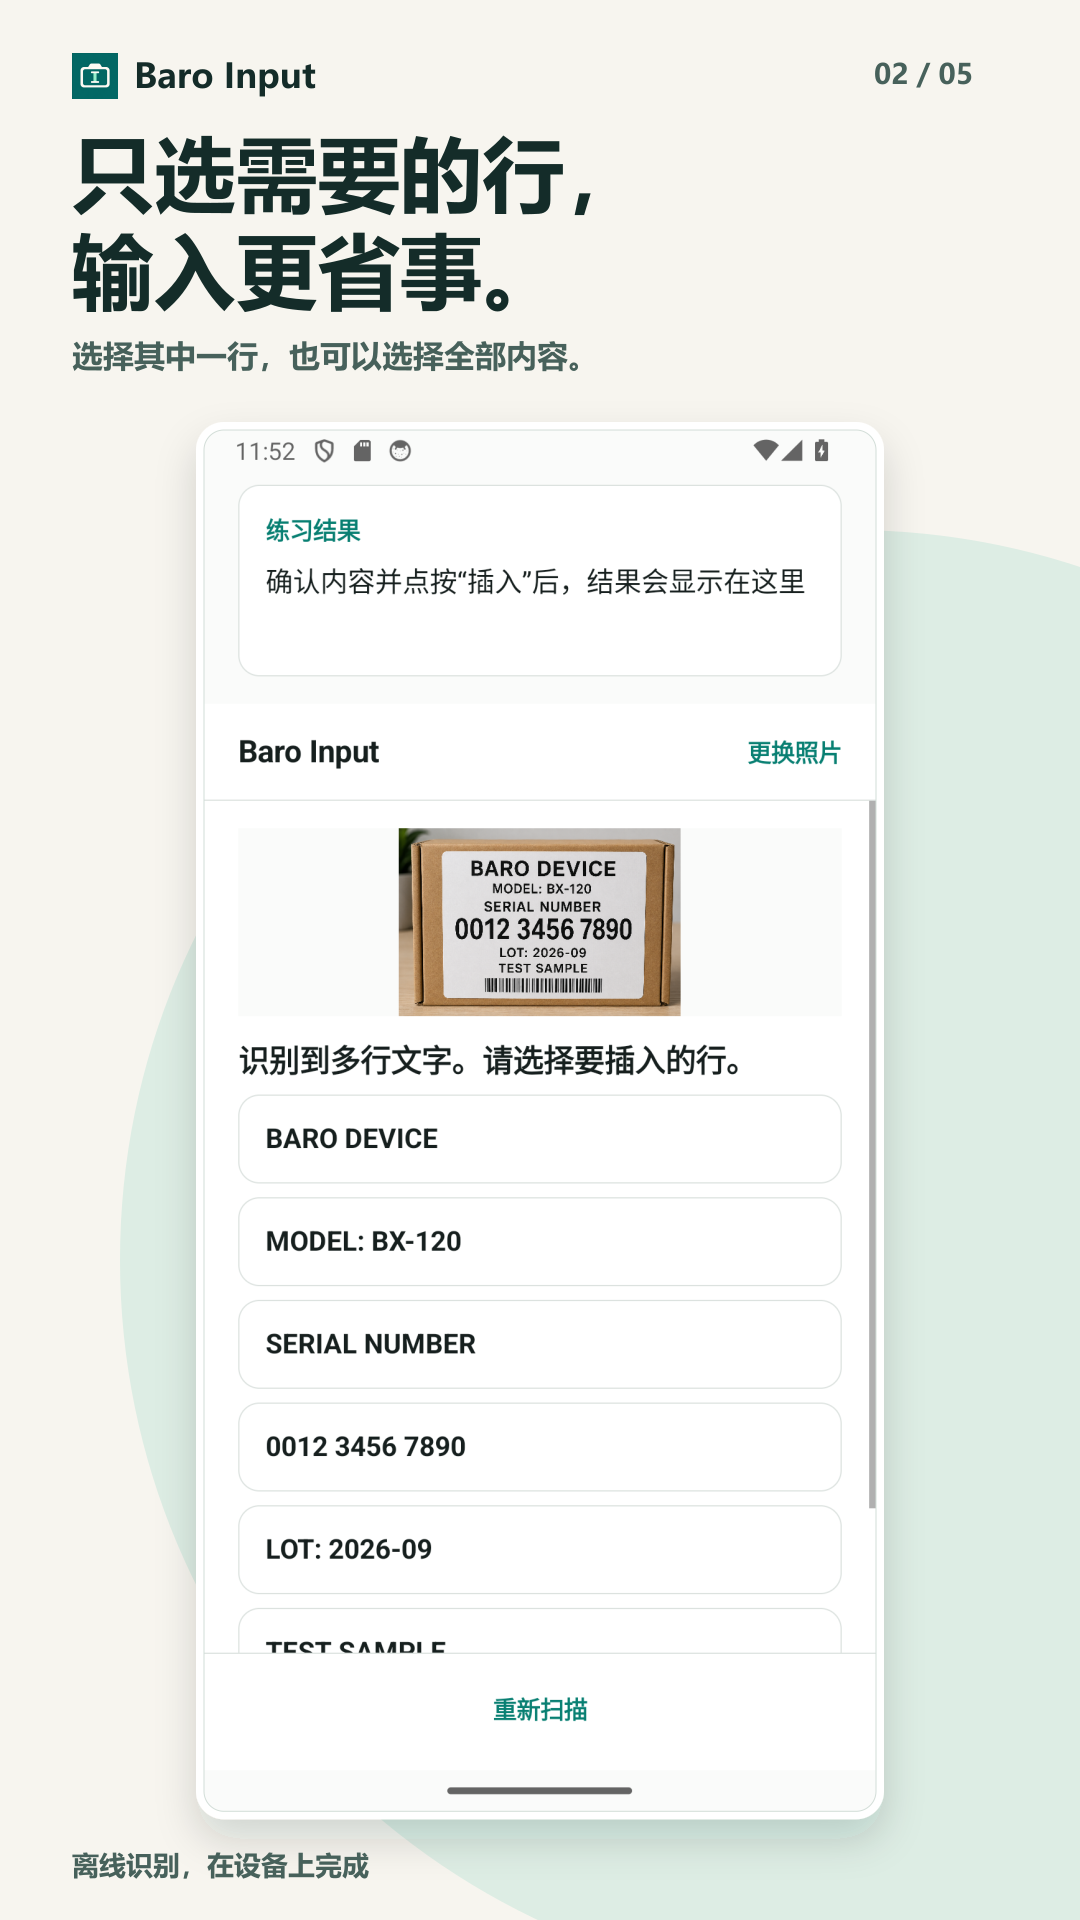 Baro Input
02 / 05
只选需要的行，
输入更省事。
选择其中一行，也可以选择全部内容。
11:52
练习结果
确认内容并点按“插入”后，结果会显示在这里
Baro Input
更换照片
BARO DEVICE
MODEL: BX-120
SERIAL NUMBER
0012 3456 7890
LOT: 2026-09
TEST SAMPLE
识别到多行文字。请选择要插入的行。
BARO DEVICE
MODEL: BX-120
SERIAL NUMBER
0012 3456 7890
LOT: 2026-09
TEST SAMPLE
重新扫描
离线识别，在设备上完成